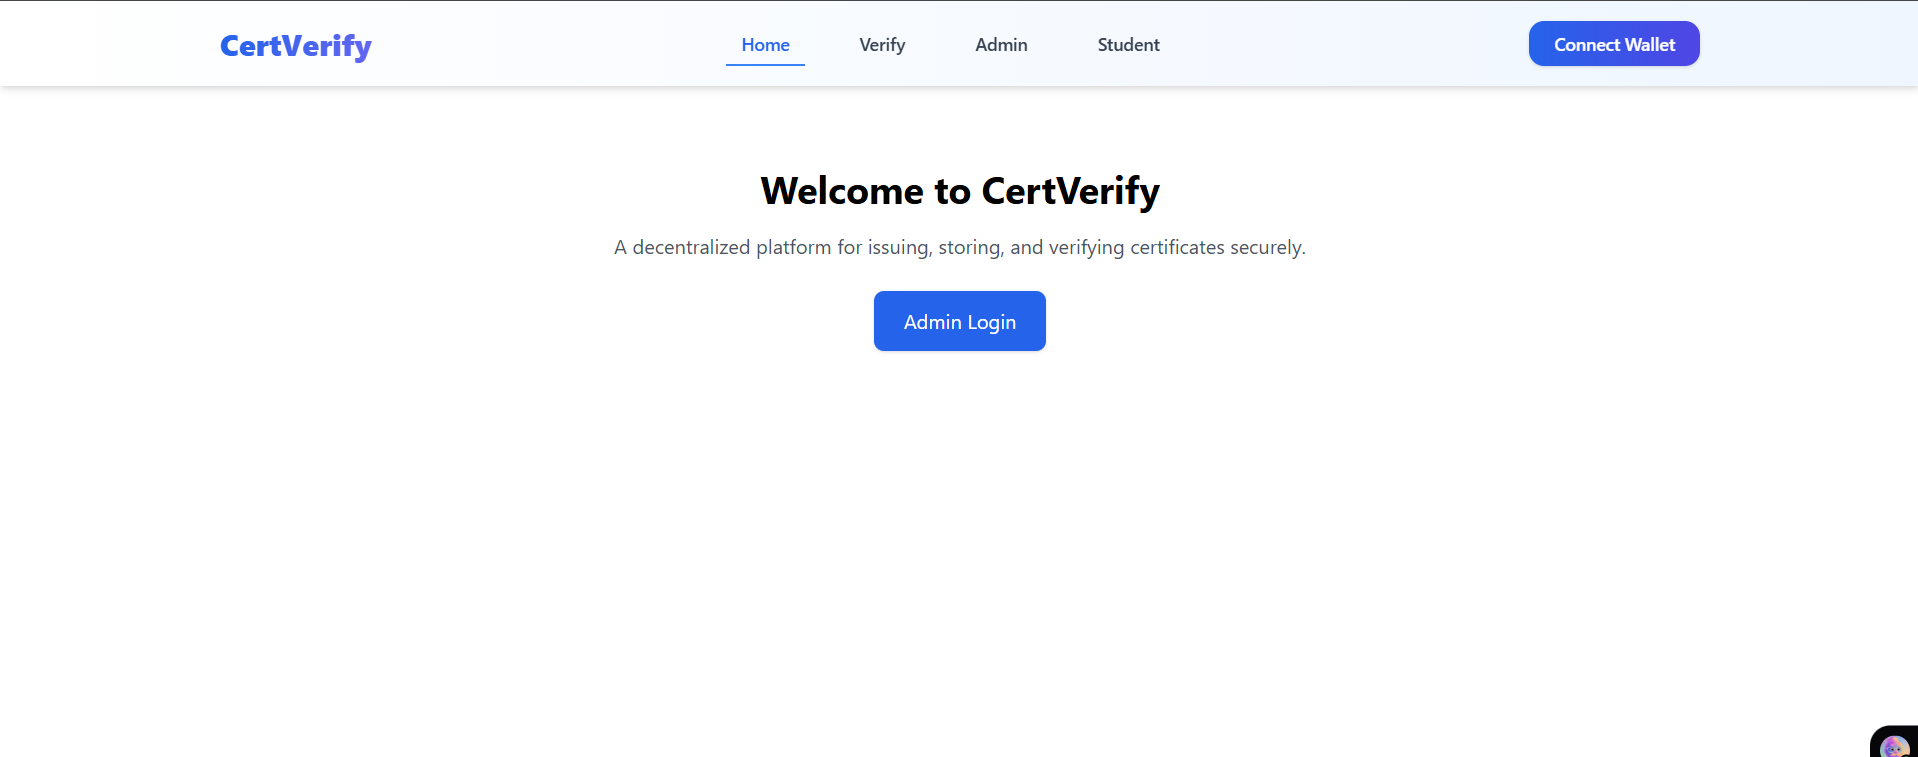 CertVerify
Home
Verify
Admin
Student
Connect Wallet
Welcome to CertVerify
A decentralized platform for issuing, storing, and verifying certificates securely.
Admin Login